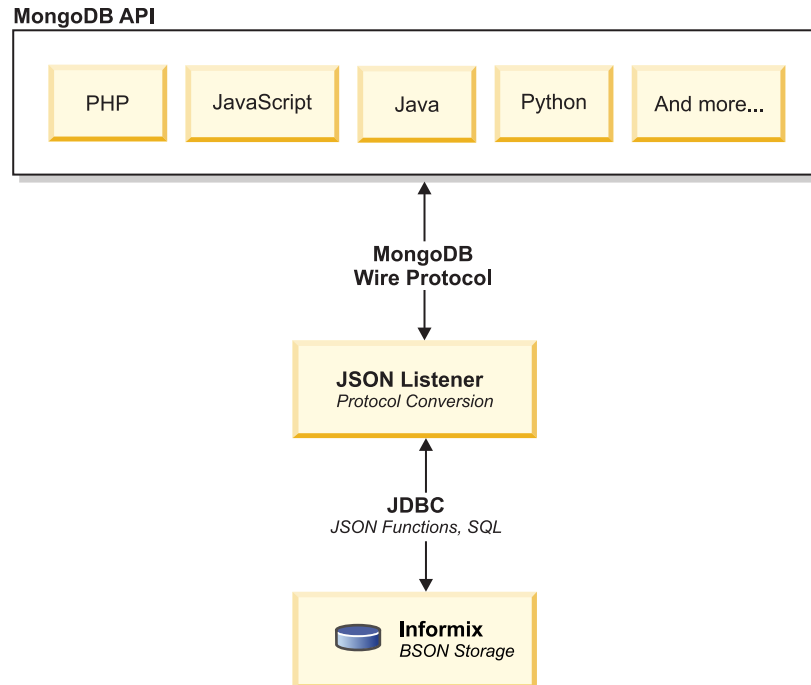 MongoDB API
PHP
JavaScript
Java
Python
And more...
MongoDB
Wire Protocol
JSON Listener
Protocol Conversion
JDBC
JSON Functions, SQL
Informix
BSON Storage